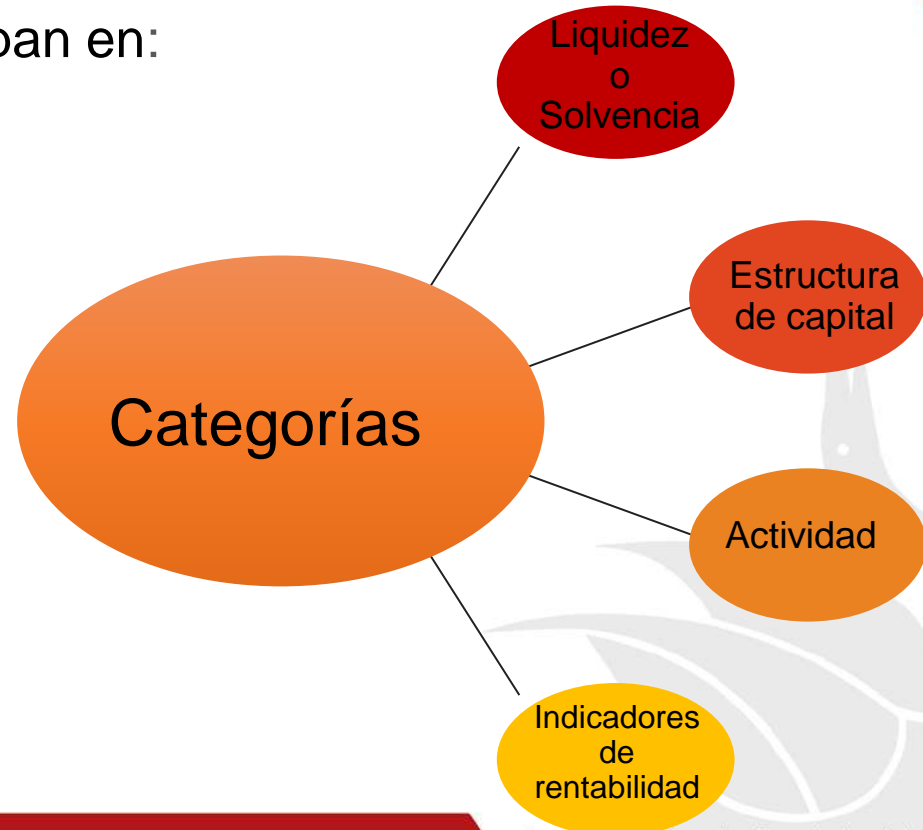 pan en:
Liquidez
o
Solvencia
Estructura
de capital
Categorías
Actividad
Indicadores
de
rentabilidad